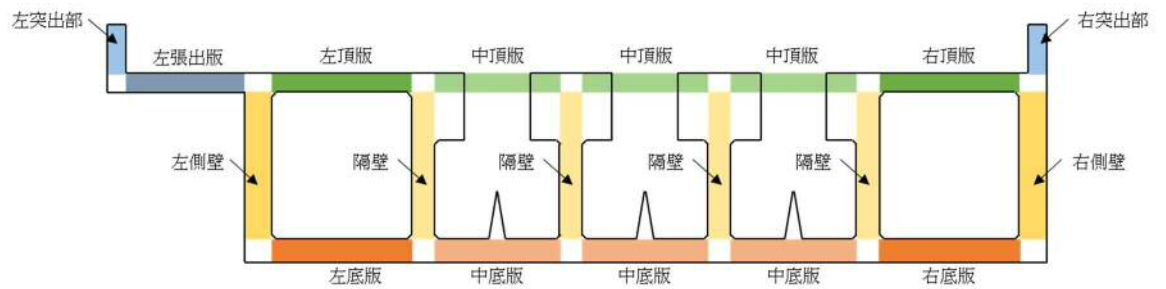 左突出部
右突出部
左張出版
左頂版
中頂版
中頂版
中頂版
右頂版
左側壁
隔壁
隔壁
隔壁
隔壁
右側壁
左底版
中底版
中底版
中底版
右底版